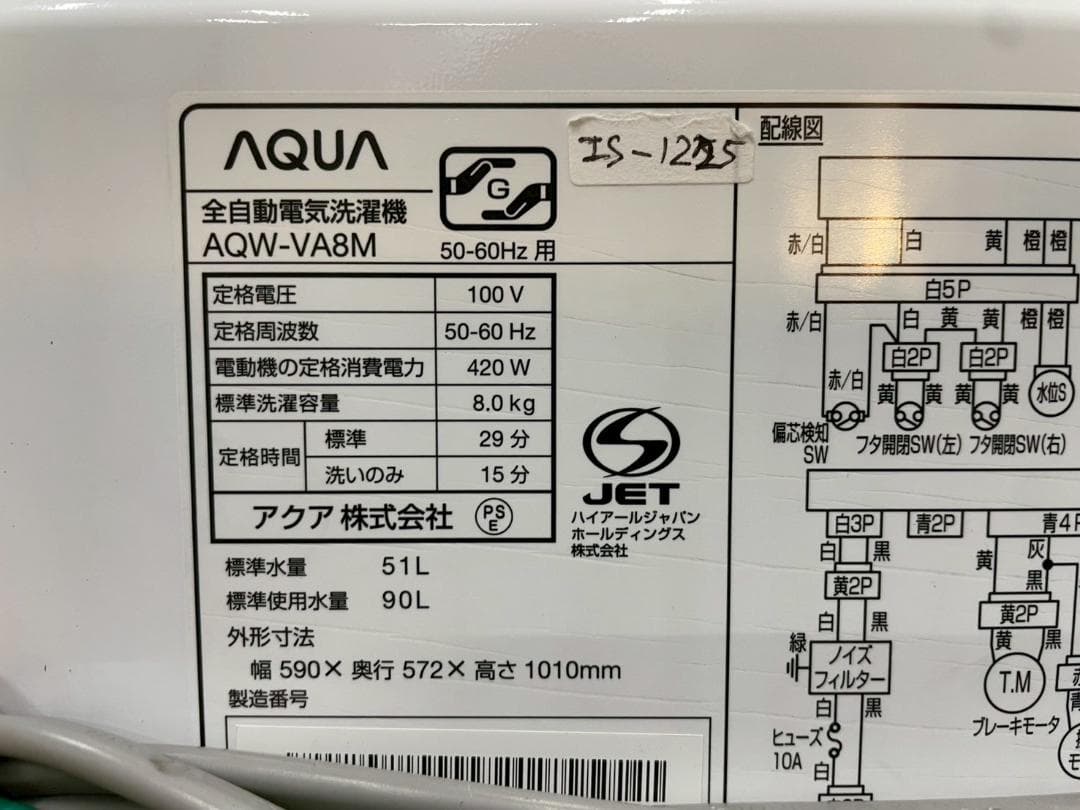 AQUA
G
全自動電気洗濯機
AQW-VA8M
50-60Hz 用
定格電圧 100 V
定格周波数 50-60 Hz
電動機の定格消費電力 420 W
標準洗濯容量 8.0 kg
定格時間 標準 29 分
洗いのみ 15 分
アクア 株式会社 PSE
JET
ハイアールジャパン
ホールディングス
株式会社
標準水量 51L
標準使用水量 90L
外形寸法
幅 590× 奥行 572× 高さ 1010mm
製造番号
配線図
赤/白 白 黄 橙 橙
白5P
赤/白 白 黄 黄 橙 橙
白2P 白2P
赤/白 黄 黄 黄 黄 水位S
偏芯検知
SW
フタ開閉SW(左) フタ開閉SW(右)
白3P 青2P 青4P
白 黒 黄 灰
黒
黄2P 黄2P
白 黒 黄 黒
緑
ノイズ
フィルター
T.M
ブレーキモータ
白 黒
ヒューズ
10A
白